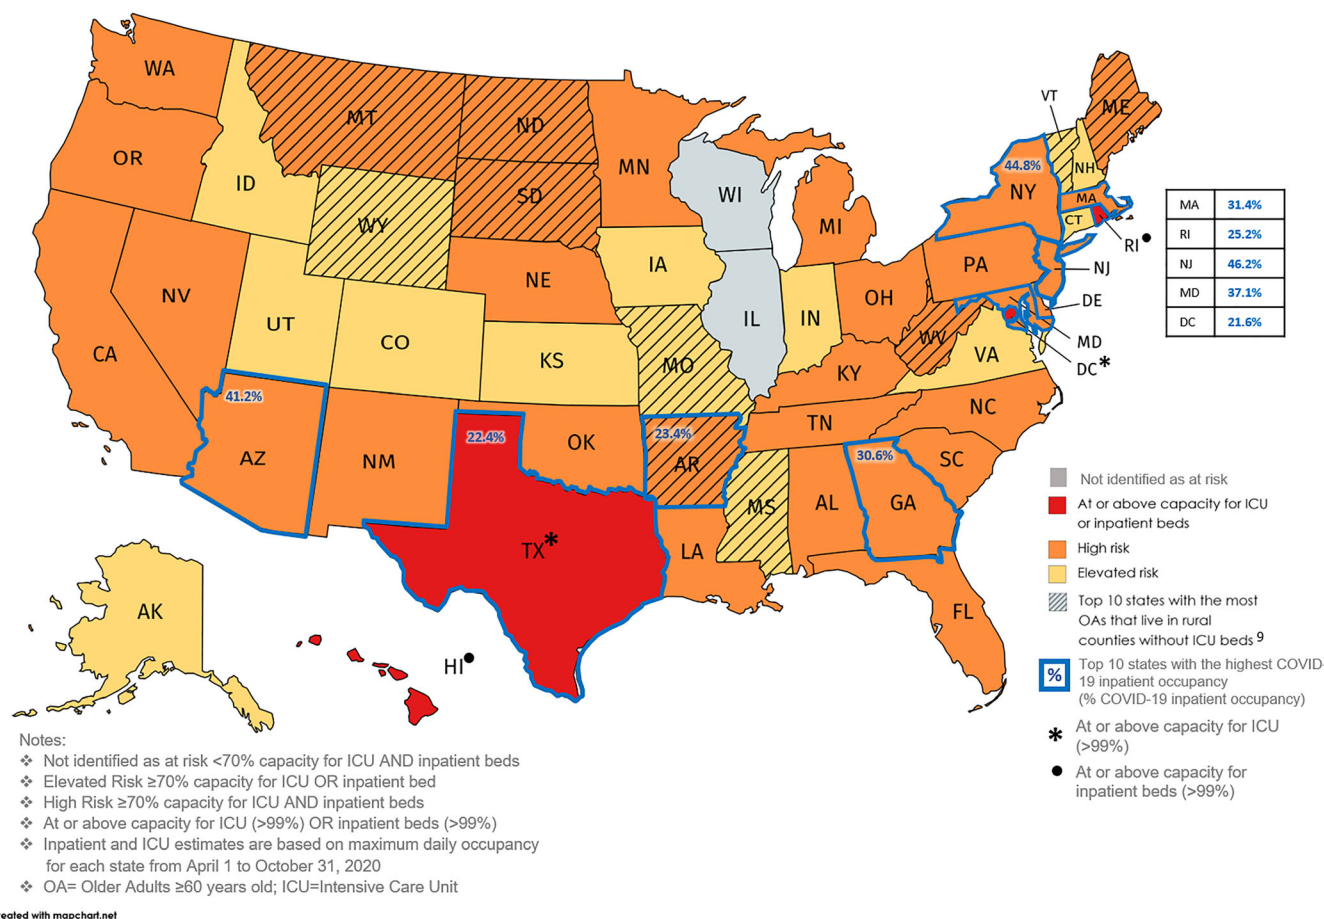 WA
MT
ND
OR
ID
SD
MN
WY
WI
MI
VT
ME
NH
44.8%
NY
MA
CT
RI●
MA 31.4%
RI 25.2%
NJ 46.2%
MD 37.1%
DC 21.6%
NV
UT
CO
NE
IA
IL
IN
OH
PA
NJ
DE
MD
DC*
CA
KS
MO
KY
WV
VA
41.2%
AZ
NM
22.4%
OK
23.4%
AR
TN
NC
30.6%
SC
MS
AL
GA
TX*
LA
FL
AK
HI●
Not identified as at risk
At or above capacity for ICU
or inpatient beds
High risk
Elevated risk
Top 10 states with the most
OAs that live in rural
counties without ICU beds 9
% Top 10 states with the highest COVID-
19 inpatient occupancy
(% COVID-19 inpatient occupancy)
* At or above capacity for ICU
(>99%)
● At or above capacity for
inpatient beds (>99%)
Notes:
❖ Not identified as at risk <70% capacity for ICU AND inpatient beds
❖ Elevated Risk ≥70% capacity for ICU OR inpatient bed
❖ High Risk ≥70% capacity for ICU AND inpatient beds
❖ At or above capacity for ICU (>99%) OR inpatient beds (>99%)
❖ Inpatient and ICU estimates are based on maximum daily occupancy
for each state from April 1 to October 31, 2020
❖ OA= Older Adults ≥60 years old; ICU=Intensive Care Unit
eated with mapchart.net